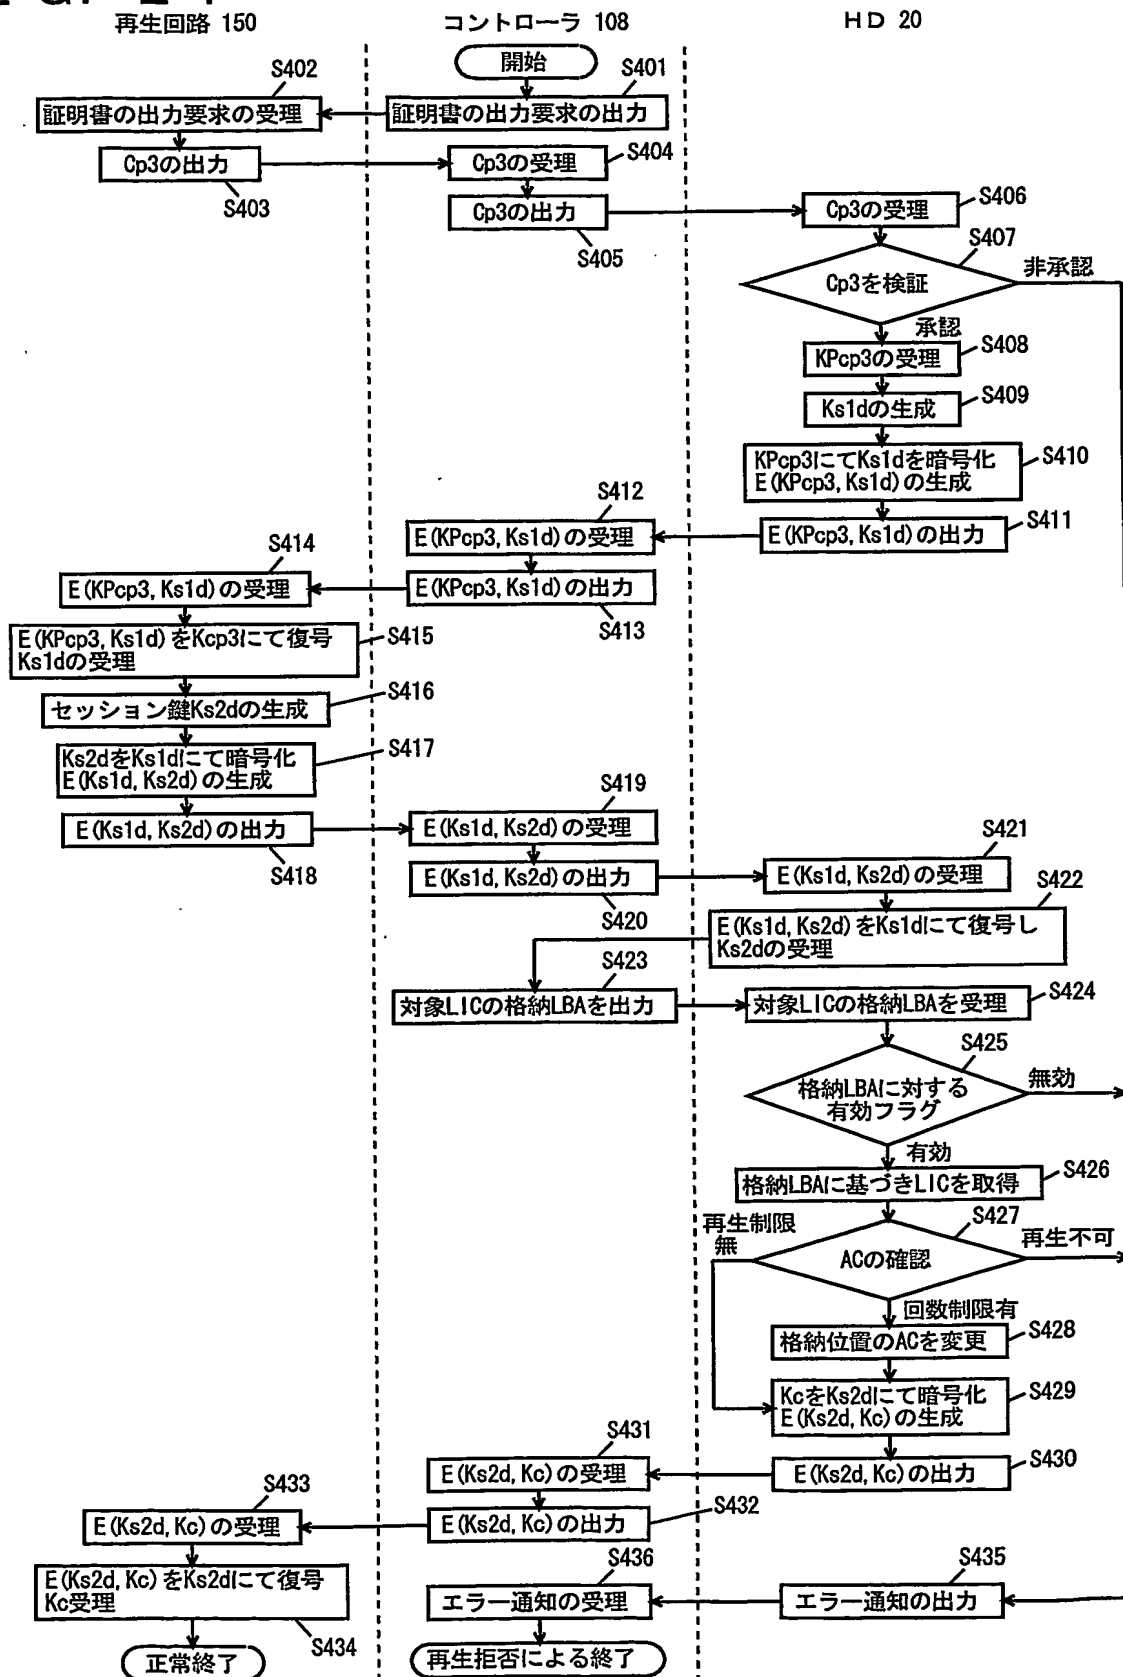 再生回路 150
コントローラ 108
HD 20
開始
S401
S402
証明書の出力要求の受理
証明書の出力要求の出力
Cp3の出力
S403
Cp3の受理
S404
Cp3の出力
S405
Cp3の受理
S406
S407
Cp3を検証
非承認
承認
KPcp3の受理
S408
Ks1dの生成
S409
KPcp3にてKs1dを暗号化
E(KPcp3, Ks1d)の生成
S410
S412
E(KPcp3, Ks1d)の受理
E(KPcp3, Ks1d)の出力
S411
S414
E(KPcp3, Ks1d)の受理
E(KPcp3, Ks1d)の出力
S413
E(KPcp3, Ks1d)をKcp3にて復号
Ks1dの受理
S415
セッション鍵Ks2dの生成
S416
Ks2dをKs1dにて暗号化
E(Ks1d, Ks2d)の生成
S417
S419
E(Ks1d, Ks2d)の出力
S418
E(Ks1d, Ks2d)の受理
E(Ks1d, Ks2d)の出力
S420
S421
E(Ks1d, Ks2d)の受理
S422
E(Ks1d, Ks2d)をKs1dにて復号し
Ks2dの受理
S423
対象LICの格納LBAを出力
対象LICの格納LBAを受理
S424
S425
格納LBAに対する
有効フラグ
無効
有効
格納LBAに基づきLICを取得
S426
S427
再生制限
無
ACの確認
再生不可
回数制限有
格納位置のACを変更
S428
KcをKs2dにて暗号化
E(Ks2d, Kc)の生成
S429
S431
E(Ks2d, Kc)の受理
E(Ks2d, Kc)の出力
S430
S433
E(Ks2d, Kc)の受理
E(Ks2d, Kc)の出力
S432
E(Ks2d, Kc)をKs2dにて復号
Kc受理
S434
S436
エラー通知の受理
S435
エラー通知の出力
正常終了
再生拒否による終了